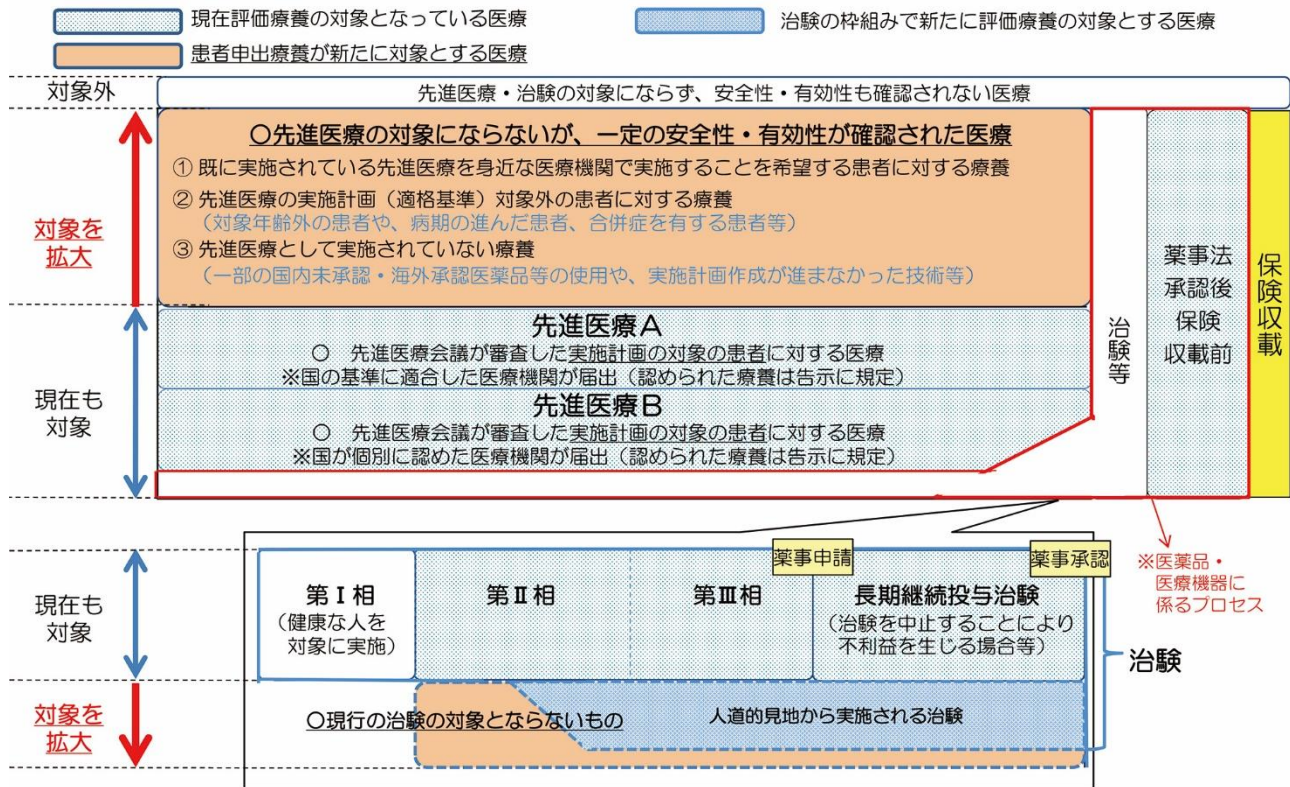 現在評価療養の対象となっている医療
治験の枠組みで新たに評価療養の対象とする医療
患者申出療養が新たに対象とする医療
対象外
先進医療・治験の対象にならず、安全性・有効性も確認されない医療
対象を
拡大
〇先進医療の対象にならないが、一定の安全性・有効性が確認された医療
① 既に実施されている先進医療を身近な医療機関で実施することを希望する患者に対する療養
② 先進医療の実施計画（適格基準）対象外の患者に対する療養
（対象年齢外の患者や、病期の進んだ患者、合併症を有する患者等）
③ 先進医療として実施されていない療養
（一部の国内未承認・海外承認医薬品等の使用や、実施計画作成が進まなかった技術等）
現在も
対象
先進医療A
〇 先進医療会議が審査した実施計画の対象の患者に対する医療
※国の基準に適合した医療機関が届出（認められた療養は告示に規定）
先進医療B
〇 先進医療会議が審査した実施計画の対象の患者に対する医療
※国が個別に認めた医療機関が届出（認められた療養は告示に規定）
治験等
薬事法
承認後
保険
収載前
保険収載
※医薬品・
医療機器に
係るプロセス
現在も
対象
第Ⅰ相
（健康な人を
対象に実施）
第Ⅱ相
第Ⅲ相
薬事申請
長期継続投与治験
（治験を中止することにより
不利益を生じる場合等）
薬事承認
治験
対象を
拡大
〇現行の治験の対象とならないもの
人道的見地から実施される治験